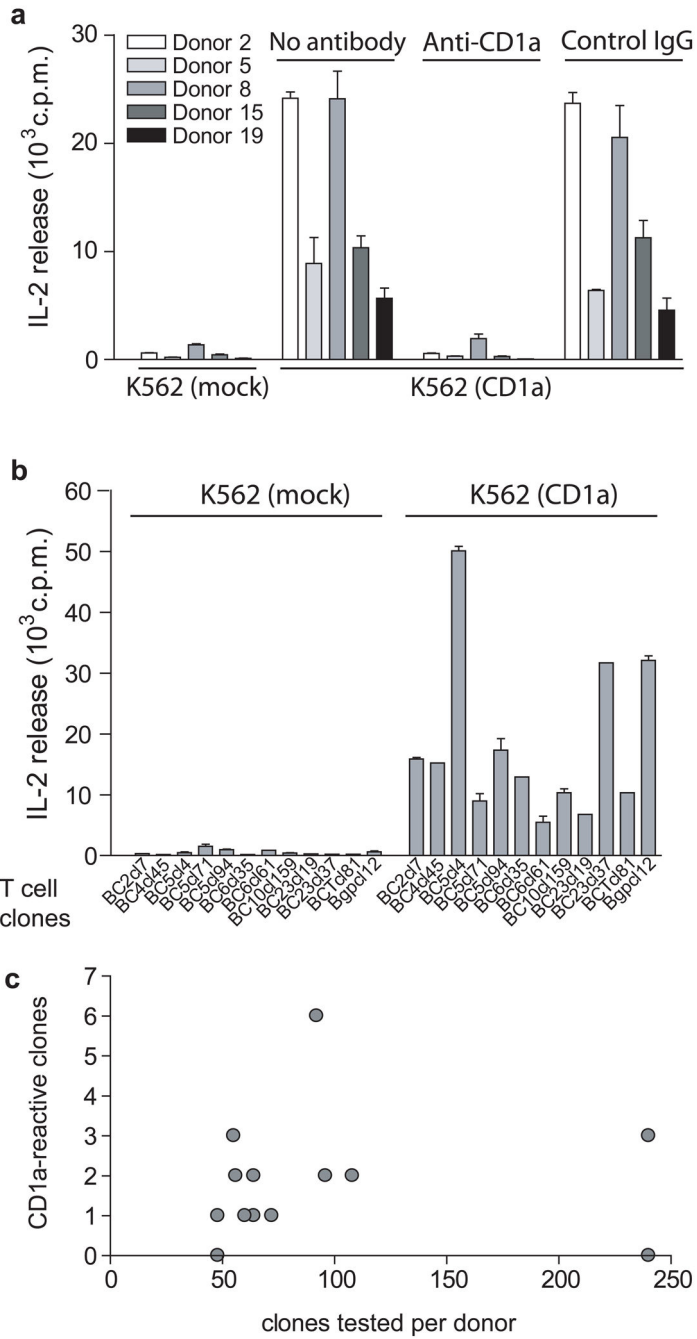 a
IL-2 release (10³ c.p.m.)
30
20
10
0
Donor 2
Donor 5
Donor 8
Donor 15
Donor 19
No antibody
Anti-CD1a
Control IgG
K562 (mock)
K562 (CD1a)
b
IL-2 release (10³ c.p.m.)
60
50
40
30
20
10
0
K562 (mock)
K562 (CD1a)
T cell
clones
BC2cl7
BC4cl45
BC5cl4
BC5cl71
BC5cl94
BC6cl35
BC6cl61
BC10cl159
BC23cl19
BC23cl37
BC1cl81
Bgpcl12
BC2cl7
BC4cl45
BC5cl4
BC5cl71
BC5cl94
BC6cl35
BC6cl61
BC10cl159
BC23cl19
BC23cl37
BC1cl81
Bgpcl12
c
CD1a-reactive clones
7
6
5
4
3
2
1
0
0 50 100 150 200 250
clones tested per donor